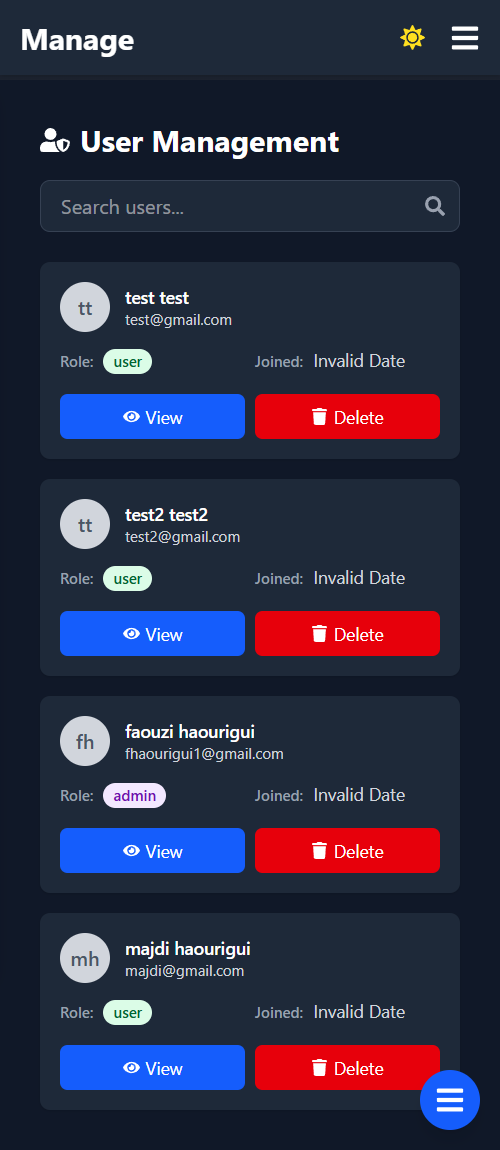 Manage
User Management
Search users...
tt
test test
test@gmail.com
Role: user Joined: Invalid Date
View Delete
tt
test2 test2
test2@gmail.com
Role: user Joined: Invalid Date
View Delete
fh
faouzi haourigui
fhaourigui1@gmail.com
Role: admin Joined: Invalid Date
View Delete
mh
majdi haourigui
majdi@gmail.com
Role: user Joined: Invalid Date
View Delete